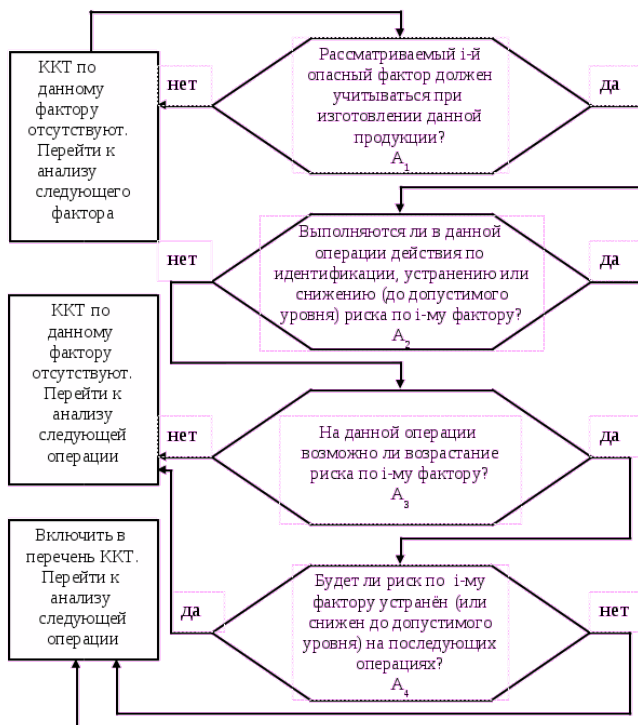 ККТ по
данному
фактору
отсутствуют.
Перейти к
анализу
следующего
фактора
нет
Рассматриваемый i-й
опасный фактор должен
учитываться при
изготовлении данной
продукции?
А1
да
нет
Выполняются ли в данной
операции действия по
идентификации, устранению или
снижению (до допустимого
уровня) риска по i-му фактору?
А2
да
ККТ по
данному
фактору
отсутствуют.
Перейти к
анализу
следующей
операции
нет
На данной операции
возможно ли возрастание
риска по i-му фактору?
А3
да
Включить в
перечень ККТ.
Перейти к
анализу
следующей
операции
да
Будет ли риск по i-му
фактору устранён (или
снижен до допустимого
уровня) на последующих
операциях?
А4
нет